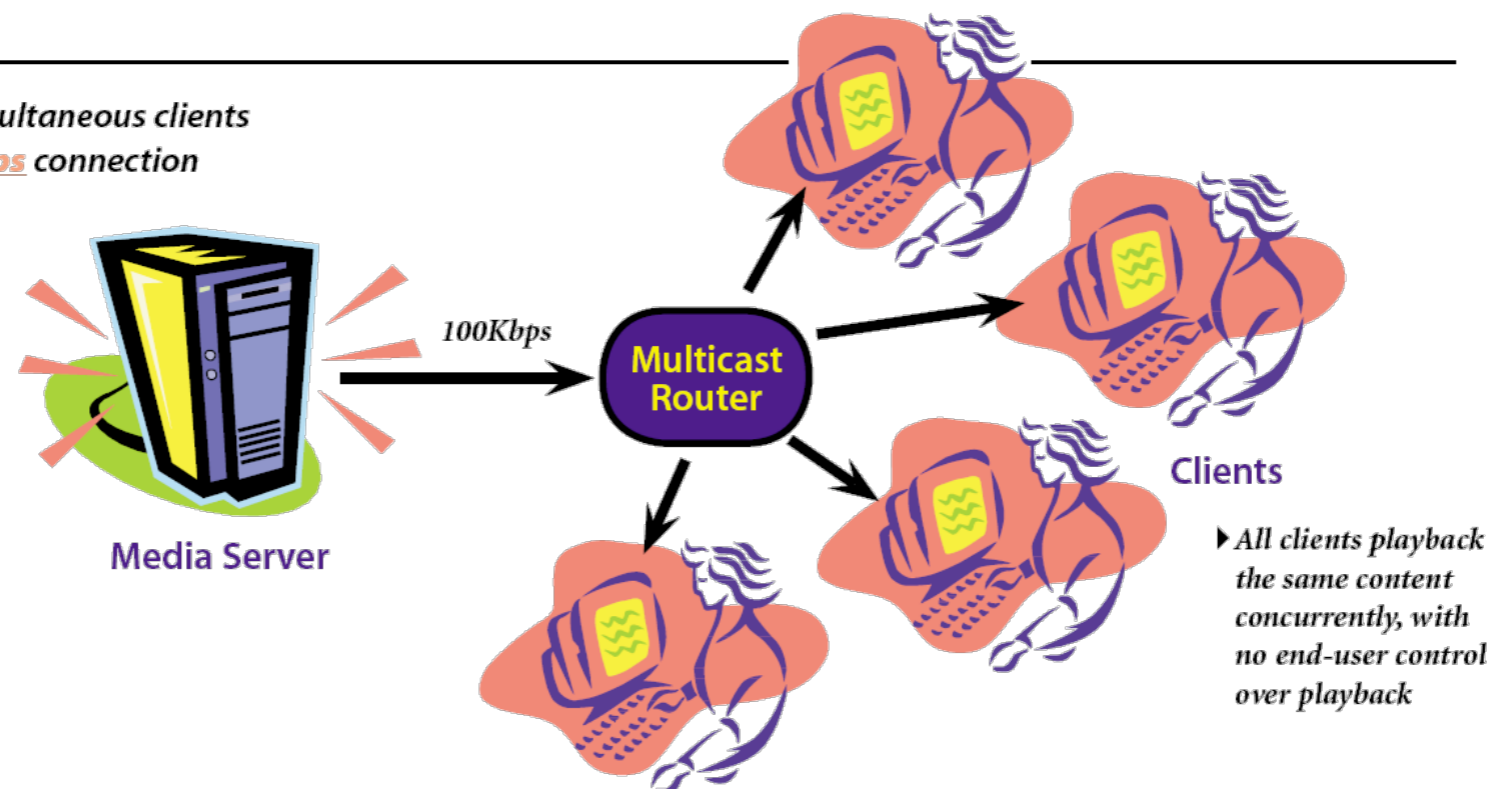 simultaneous clients
connection
100Kbps
Multicast
Router
Media Server
Clients
All clients playback
the same content
concurrently, with
no end-user control
over playback